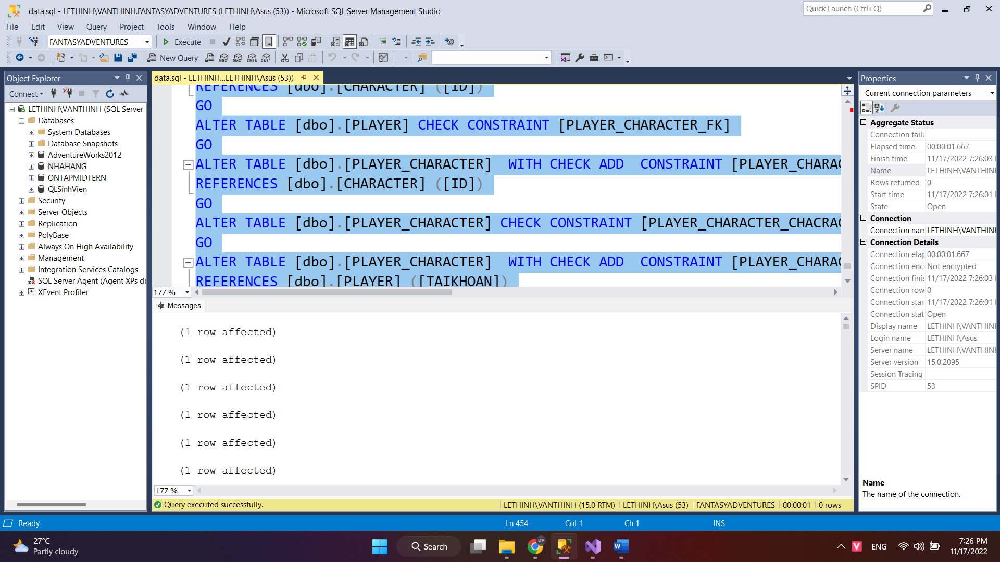 data.sql - LETHINH\VANTHINH.FANTASYADVENTURES (LETHINH\Asus (53)) - Microsoft SQL Server Management Studio
Quick Launch (Ctrl+Q)
File Edit View Query Project Tools Window Help
FANTASYADVENTURES
Execute
New Query
MDX DMX XMLA DAX
Object Explorer
Connect
LETHINH\VANTHINH (SQL Server
Databases
System Databases
Database Snapshots
AdventureWorks2012
NHAHANG
ONTAPMIDTERN
QLSinhVien
Security
Server Objects
Replication
PolyBase
Always On High Availability
Management
Integration Services Catalogs
SQL Server Agent (Agent XPs di
XEvent Profiler
data.sql - LETHINH...LETHINH\Asus (53))
REFERENCES [dbo].[CHARACTER] ([ID])
GO
ALTER TABLE [dbo].[PLAYER] CHECK CONSTRAINT [PLAYER_CHARACTER_FK]
GO
ALTER TABLE [dbo].[PLAYER_CHARACTER]  WITH CHECK ADD  CONSTRAINT [PLAYER_CHARAC
REFERENCES [dbo].[CHARACTER] ([ID])
GO
ALTER TABLE [dbo].[PLAYER_CHARACTER] CHECK CONSTRAINT [PLAYER_CHARACTER_CHACRAC
GO
ALTER TABLE [dbo].[PLAYER_CHARACTER]  WITH CHECK ADD  CONSTRAINT [PLAYER_CHARAC
REFERENCES [dbo].[PLAYER] ([TAIKHOAN])
177 %
Messages
(1 row affected)
(1 row affected)
(1 row affected)
(1 row affected)
(1 row affected)
(1 row affected)
177 %
Query executed successfully.
LETHINH\VANTHINH (15.0 RTM) LETHINH\Asus (53) FANTASYADVENTURES 00:00:01 0 rows
Properties
Current connection parameters
Aggregate Status
Connection failu
Elapsed time 00:00:01.667
Finish time 11/17/2022 7:26:03
Name LETHINH\VANTHINH
Rows returned 0
Start time 11/17/2022 7:26:01
State Open
Connection
Connection nam LETHINH\VANTHINH
Connection Details
Connection elap 00:00:01.667
Connection encr Not encrypted
Connection finis 11/17/2022 7:26:03
Connection row 0
Connection star 11/17/2022 7:26:01
Connection stat Open
Display name LETHINH\VANTHINH
Login name LETHINH\Asus
Server name LETHINH\VANTHINH
Server version 15.0.2095
Session Tracing
SPID 53
Name
The name of the connection.
Ready
Ln 454 Col 1 Ch 1 INS
27°C
Partly cloudy
Search
LTP
ENG
7:26 PM
11/17/2022